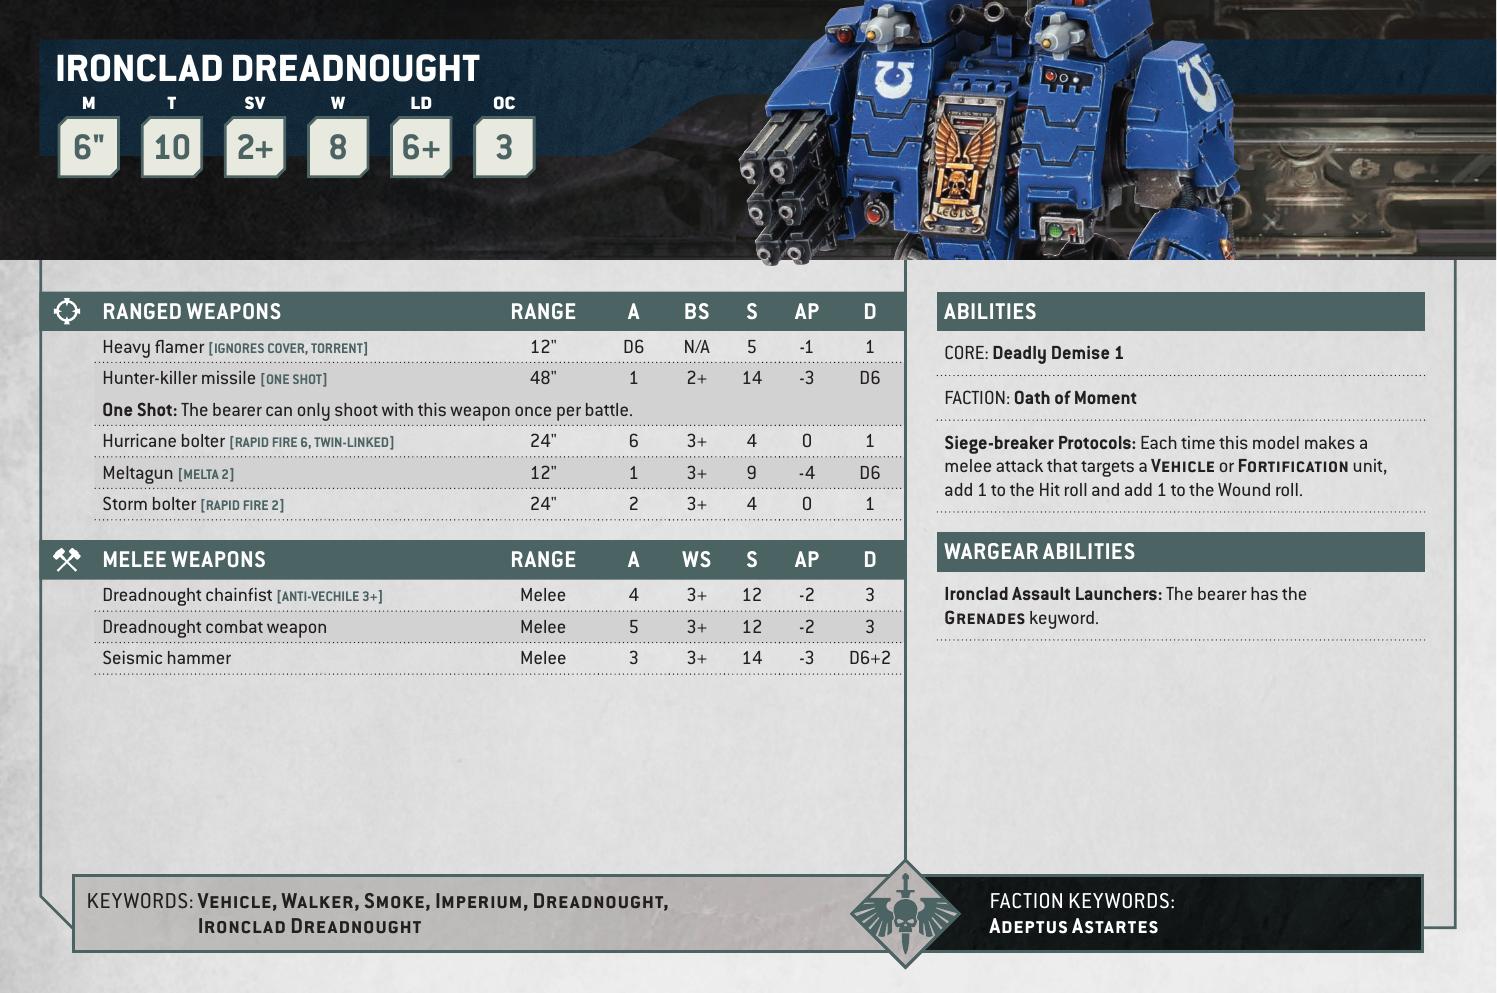 IRONCLAD DREADNOUGHT
M T SV W LD OC
6" 10 2+ 8 6+ 3
LEGIO
RANGED WEAPONS RANGE A BS S AP D
Heavy flamer [IGNORES COVER, TORRENT] 12" D6 N/A 5 -1 1
Hunter-killer missile [ONE SHOT] 48" 1 2+ 14 -3 D6
One Shot: The bearer can only shoot with this weapon once per battle.
Hurricane bolter [RAPID FIRE 6, TWIN-LINKED] 24" 6 3+ 4 0 1
Meltagun [MELTA 2] 12" 1 3+ 9 -4 D6
Storm bolter [RAPID FIRE 2] 24" 2 3+ 4 0 1
MELEE WEAPONS RANGE A WS S AP D
Dreadnought chainfist [ANTI-VECHILE 3+] Melee 4 3+ 12 -2 3
Dreadnought combat weapon Melee 5 3+ 12 -2 3
Seismic hammer Melee 3 3+ 14 -3 D6+2
ABILITIES
CORE: Deadly Demise 1
FACTION: Oath of Moment
Siege-breaker Protocols: Each time this model makes a
melee attack that targets a VEHICLE or FORTIFICATION unit,
add 1 to the Hit roll and add 1 to the Wound roll.
WARGEAR ABILITIES
Ironclad Assault Launchers: The bearer has the
GRENADES keyword.
KEYWORDS: VEHICLE, WALKER, SMOKE, IMPERIUM, DREADNOUGHT,
IRONCLAD DREADNOUGHT
FACTION KEYWORDS:
ADEPTUS ASTARTES